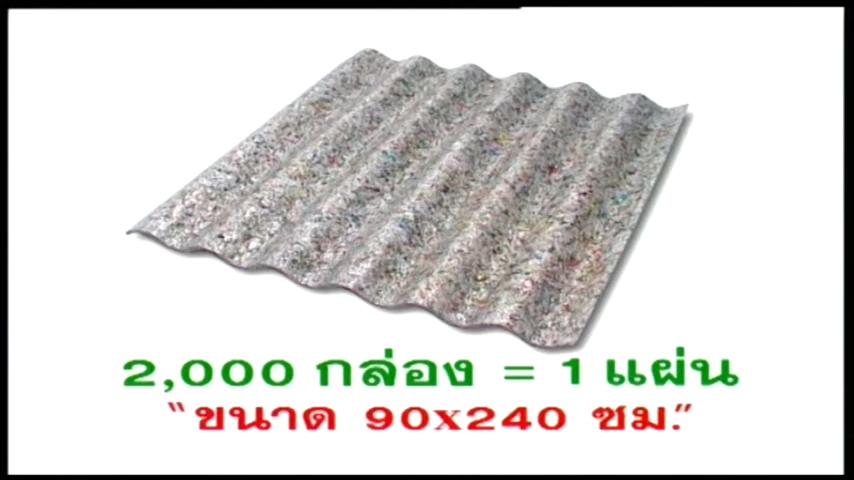 2,000 กล่อง = 1 แผ่น
"ขนาด 90x240 ซม."